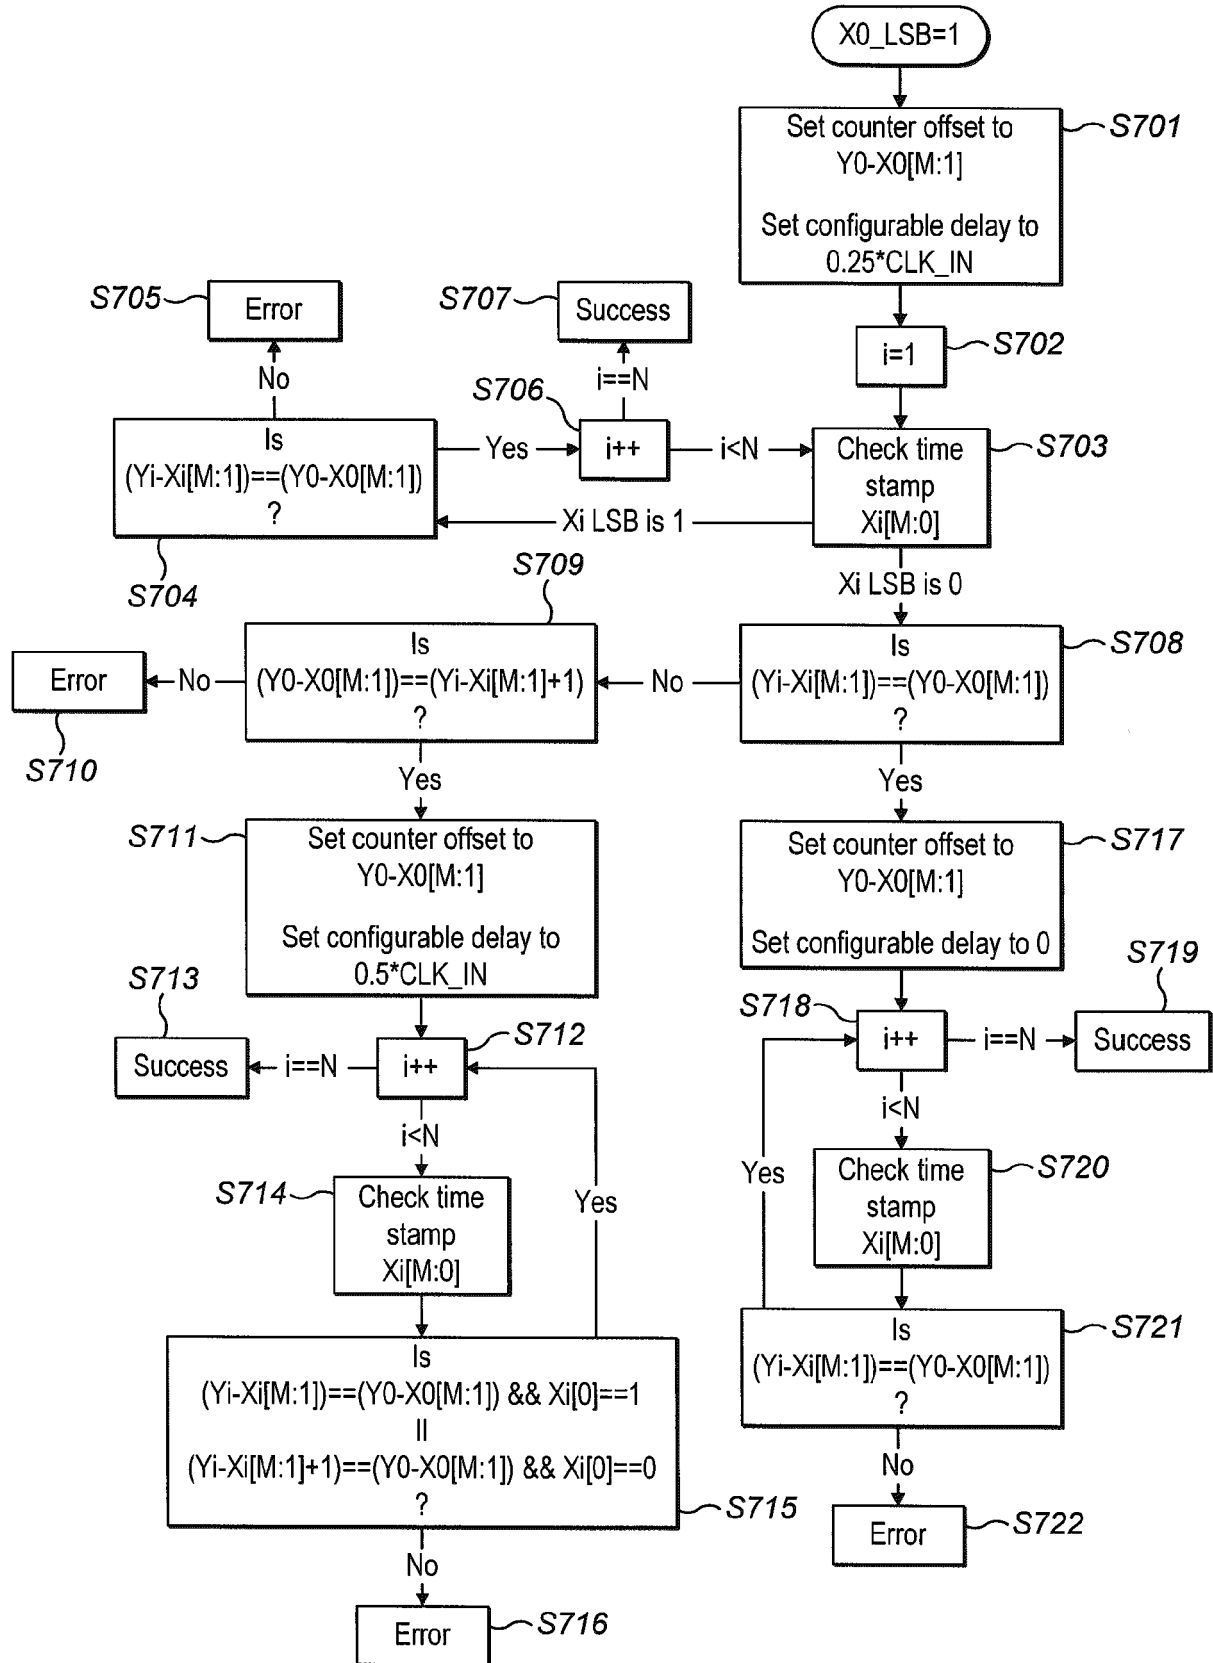 X0_LSB=1
Set counter offset to
Y0-X0[M:1]
Set configurable delay to
0.25*CLK_IN
S701
i=1
S702
S705
Error
No
S707
Success
i==N
S706
i++
Yes
i<N
Is
(Yi-Xi[M:1])==(Y0-X0[M:1])
?
S704
Check time
stamp
Xi[M:0]
S703
Xi LSB is 1
Xi LSB is 0
S709
Is
(Y0-X0[M:1])==(Yi-Xi[M:1]+1)
?
No
Error
S710
Is
(Yi-Xi[M:1])==(Y0-X0[M:1])
?
S708
No
Yes
Yes
S711
Set counter offset to
Y0-X0[M:1]
Set configurable delay to
0.5*CLK_IN
Set counter offset to
Y0-X0[M:1]
Set configurable delay to 0
S717
S713
Success
i==N
i++
S712
i<N
S714
Check time
stamp
Xi[M:0]
Yes
Is
(Yi-Xi[M:1])==(Y0-X0[M:1]) && Xi[0]==1
II
(Yi-Xi[M:1]+1)==(Y0-X0[M:1]) && Xi[0]==0
?
S715
No
Error
S716
S718
i++
i==N
Success
S719
i<N
Yes
Check time
stamp
Xi[M:0]
S720
Is
(Yi-Xi[M:1])==(Y0-X0[M:1])
?
S721
No
Error
S722